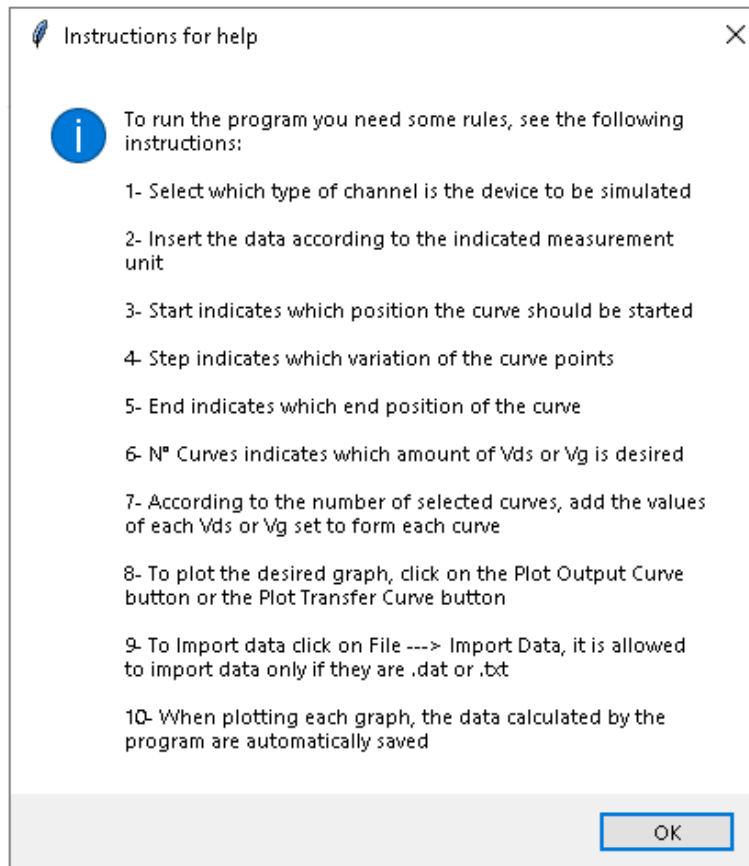 Instructions for help
To run the program you need some rules, see the following
instructions:
1- Select which type of channel is the device to be simulated
2- Insert the data according to the indicated measurement
unit
3- Start indicates which position the curve should be started
4- Step indicates which variation of the curve points
5- End indicates which end position of the curve
6- N° Curves indicates which amount of Vds or Vg is desired
7- According to the number of selected curves, add the values
of each Vds or Vg set to form each curve
8- To plot the desired graph, click on the Plot Output Curve
button or the Plot Transfer Curve button
9- To Import data click on File ---> Import Data, it is allowed
to import data only if they are .dat or .txt
10- When plotting each graph, the data calculated by the
program are automatically saved
OK